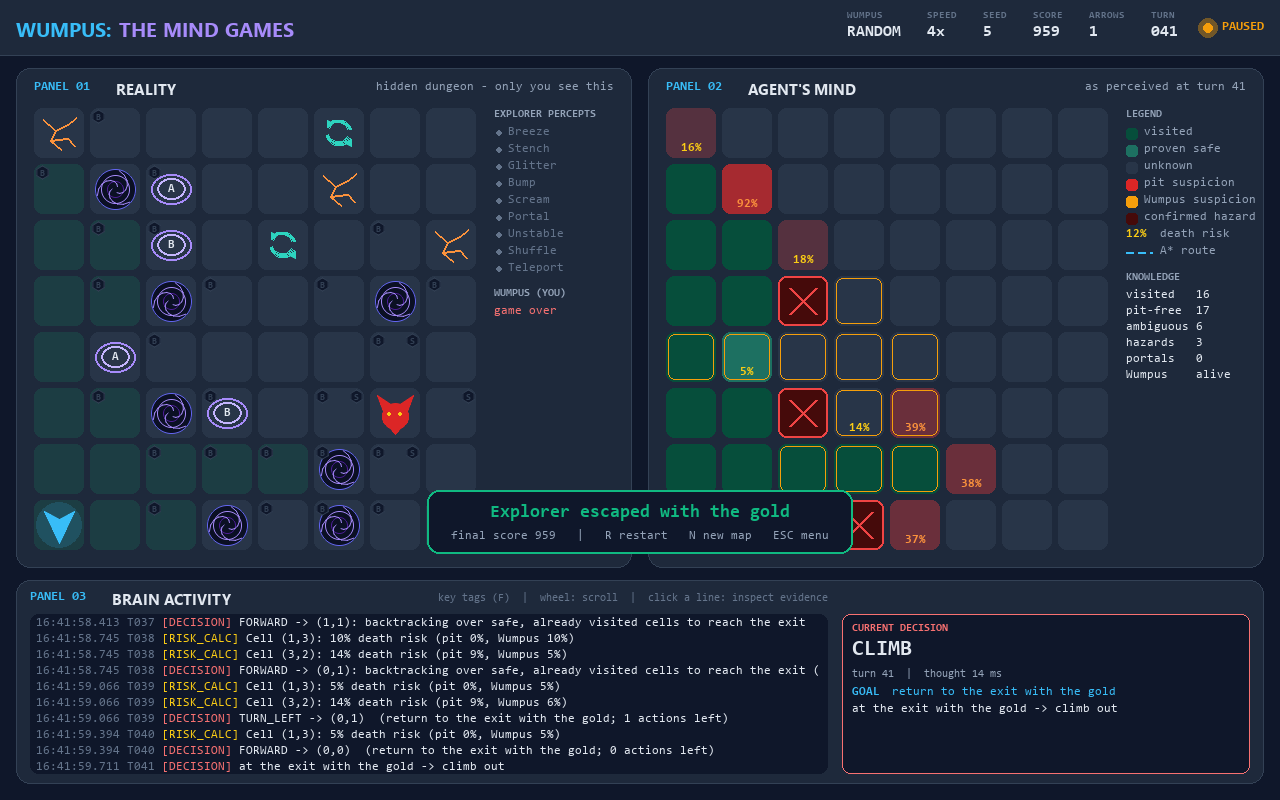 WUMPUS: THE MIND GAMES
WUMPUS SPEED SEED SCORE ARROWS TURN
RANDOM 4x 5 959 1 041 PAUSED
PANEL 01 REALITY hidden dungeon - only you see this
B
B B
A
B B
B B
B B B
A B B S
B B S S
B
B B B B S
B B
EXPLORER PERCEPTS
Breeze
Stench
Glitter
Bump
Scream
Portal
Unstable
Shuffle
Teleport
WUMPUS (YOU)
game over
PANEL 02 AGENT'S MIND as perceived at turn 41
16%
92%
18%
5%
14% 39%
38%
37%
LEGEND
visited
proven safe
unknown
pit suspicion
Wumpus suspicion
confirmed hazard
12% death risk
A* route
KNOWLEDGE
visited 16
pit-free 17
ambiguous 6
hazards 3
portals 0
Wumpus alive
Explorer escaped with the gold
final score 959 | R restart N new map ESC menu
PANEL 03 BRAIN ACTIVITY key tags (F) | wheel: scroll | click a line: inspect evidence
16:41:58.413 T037 [DECISION] FORWARD -> (1,1): backtracking over safe, already visited cells to reach the exit
16:41:58.745 T038 [RISK_CALC] Cell (1,3): 10% death risk (pit 0%, Wumpus 10%)
16:41:58.745 T038 [RISK_CALC] Cell (3,2): 14% death risk (pit 9%, Wumpus 5%)
16:41:58.745 T038 [DECISION] FORWARD -> (0,1): backtracking over safe, already visited cells to reach the exit (
16:41:59.066 T039 [RISK_CALC] Cell (1,3): 5% death risk (pit 0%, Wumpus 5%)
16:41:59.066 T039 [RISK_CALC] Cell (3,2): 14% death risk (pit 9%, Wumpus 6%)
16:41:59.066 T039 [DECISION] TURN_LEFT -> (0,1) (return to the exit with the gold; 1 actions left)
16:41:59.394 T040 [RISK_CALC] Cell (1,3): 5% death risk (pit 0%, Wumpus 5%)
16:41:59.394 T040 [DECISION] FORWARD -> (0,0) (return to the exit with the gold; 0 actions left)
16:41:59.711 T041 [DECISION] at the exit with the gold -> climb out
CURRENT DECISION
CLIMB
turn 41 | thought 14 ms
GOAL return to the exit with the gold
at the exit with the gold -> climb out